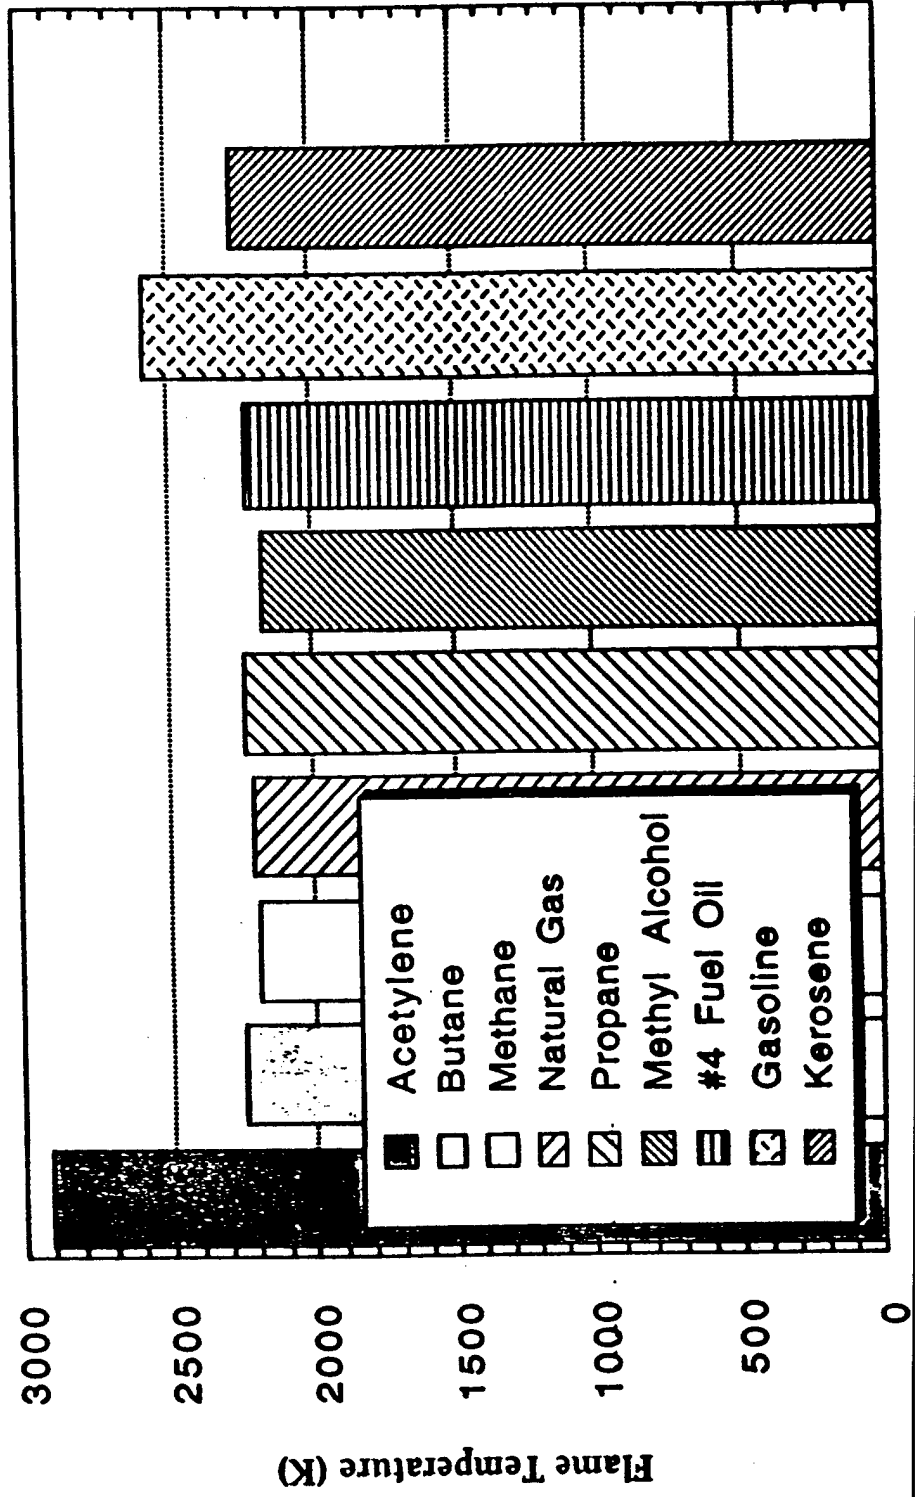 Flame Temperature (K)
3000
2500
2000
1500
1000
500
0
Acetylene
Butane
Methane
Natural Gas
Propane
Methyl Alcohol
#4 Fuel Oil
Gasoline
Kerosene